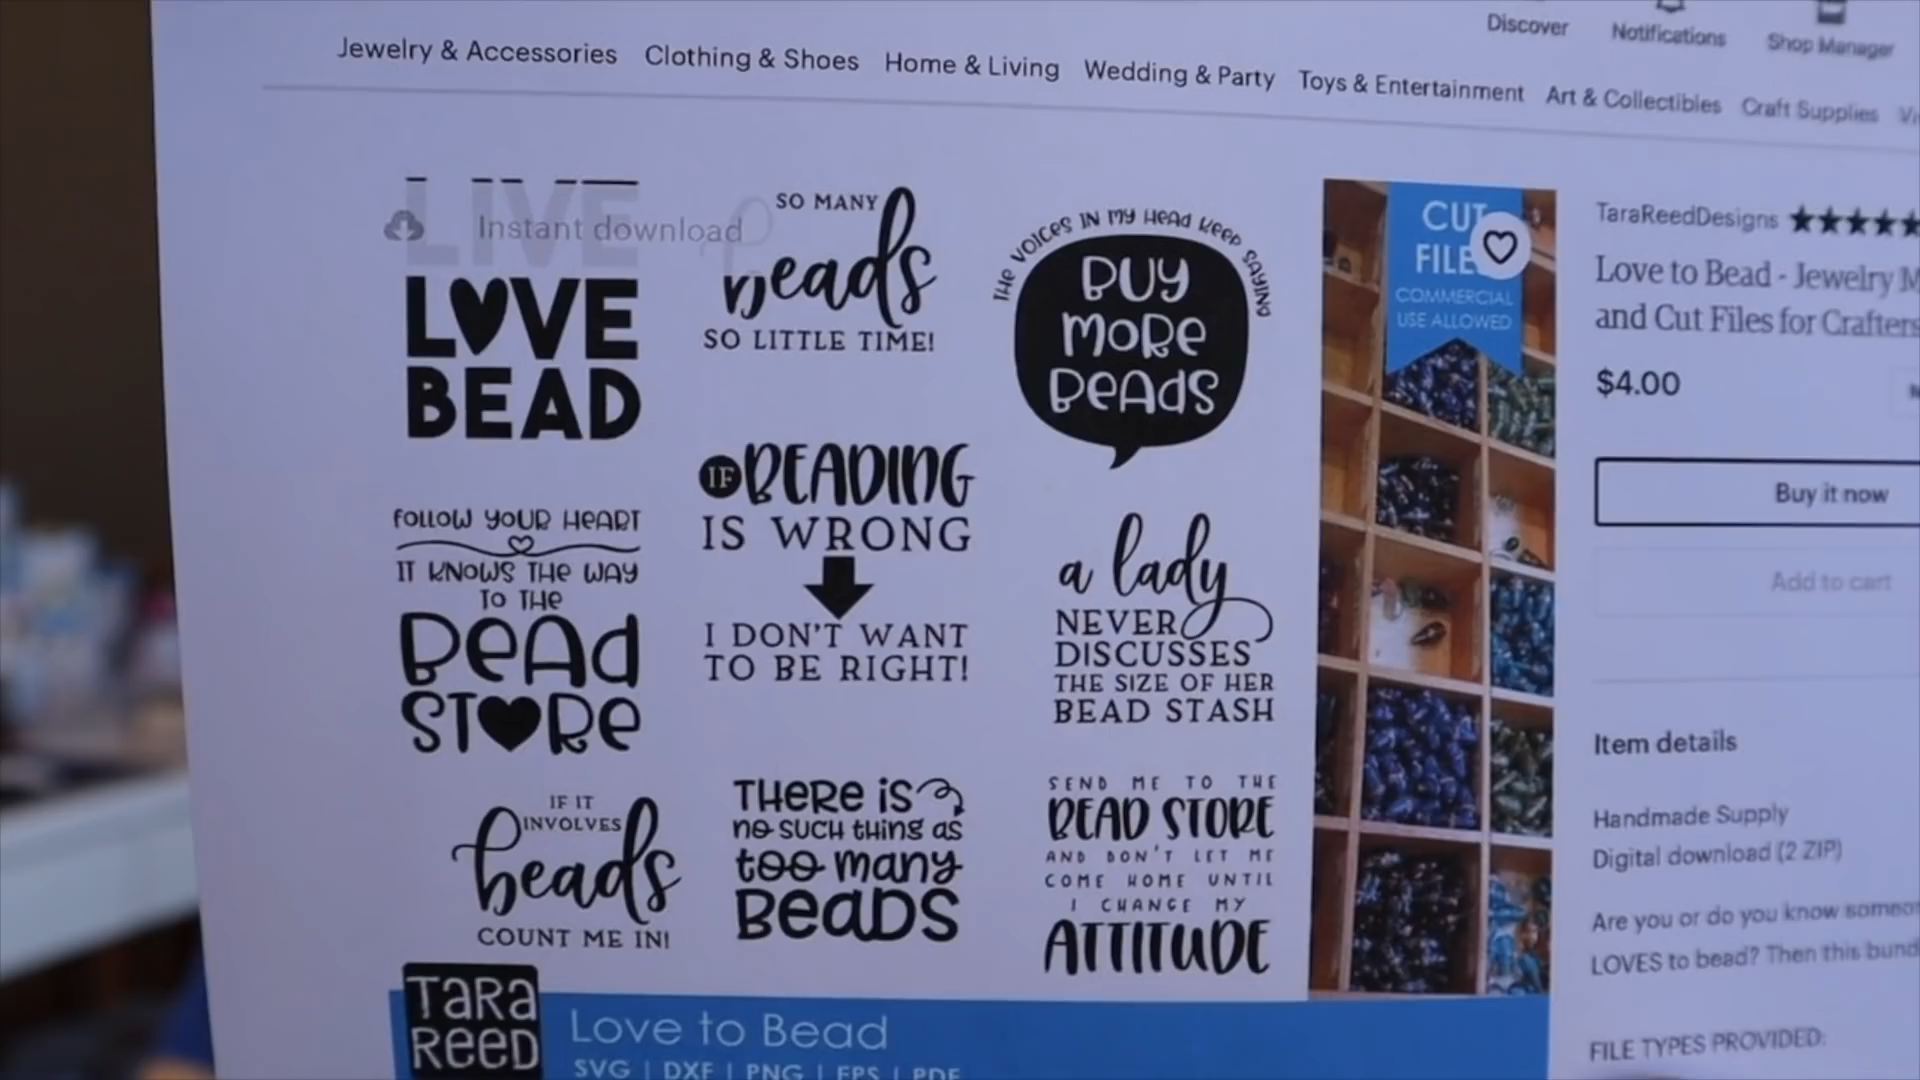 Discover
Notifications
Shop Manager
Jewelry & Accessories
Clothing & Shoes
Home & Living
Wedding & Party
Toys & Entertainment
Art & Collectibles
Craft Supplies
LIVE
LOVE
BEAD
Instant download
SO MANY
beads
SO LITTLE TIME!
THE VOICES IN MY HEAD KEEP SAYING
BUY
MORE
BEADS
FOLLOW YOUR HEART
IT KNOWS THE WAY
TO THE
BEAD
STORE
IF BEADING
IS WRONG
I DON'T WANT
TO BE RIGHT!
a lady
NEVER
DISCUSSES
THE SIZE OF HER
BEAD STASH
IF IT
INVOLVES
beads
COUNT ME IN!
THERE IS
NO SUCH THING AS
TOO MANY
BEADS
SEND ME TO THE
BEAD STORE
AND DON'T LET ME
COME HOME UNTIL
I CHANGE MY
ATTITUDE
TARA
REED
Love to Bead
SVG | DXF | PNG | EPS | PDF
CUT
FILE
COMMERCIAL
USE ALLOWED
TaraReedDesigns
Love to Bead - Jewelry
and Cut Files for Crafters
$4.00
Buy it now
Add to cart
Item details
Handmade Supply
Digital download (2 ZIP)
Are you or do you know
LOVES to bead? Then this
FILE TYPES PROVIDED: